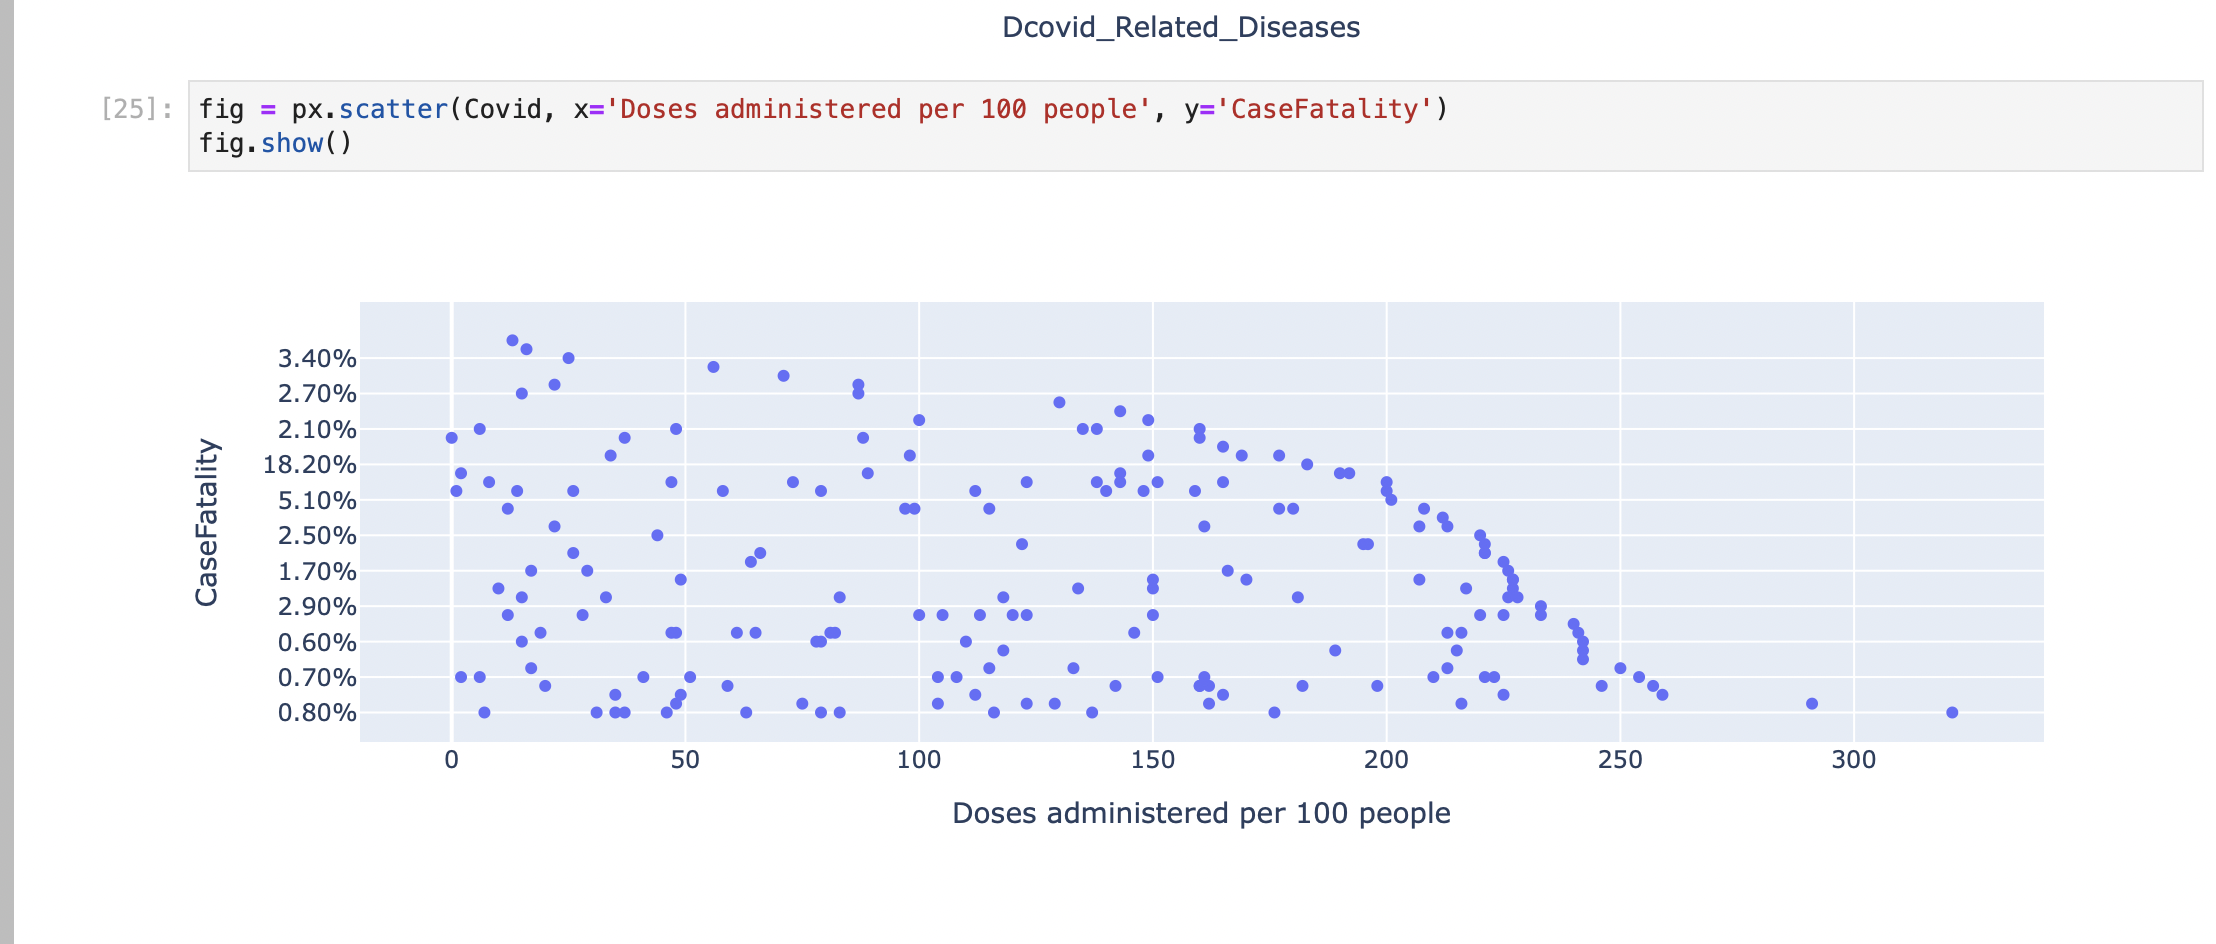 Dcovid_Related_Diseases
[25]: fig = px.scatter(Covid, x='Doses administered per 100 people', y='CaseFatality')
fig.show()
CaseFatality
3.40%
2.70%
2.10%
18.20%
5.10%
2.50%
1.70%
2.90%
0.60%
0.70%
0.80%
0 50 100 150 200 250 300
Doses administered per 100 people